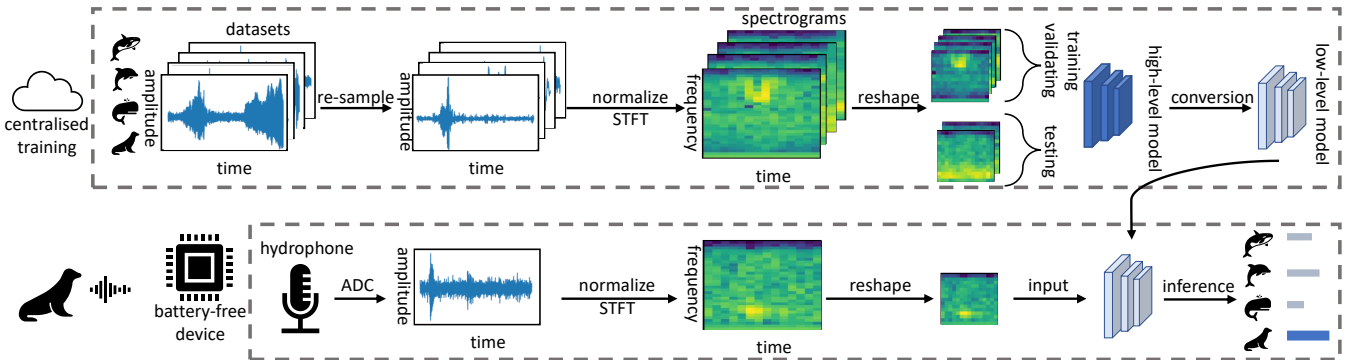 datasets
spectrograms
centralised
training
amplitude
time
re-sample
amplitude
time
normalize
STFT
frequency
time
reshape
training
validating
testing
high-level model
conversion
low-level model
battery-free
device
hydrophone
ADC
amplitude
time
normalize
STFT
frequency
time
reshape
input
inference